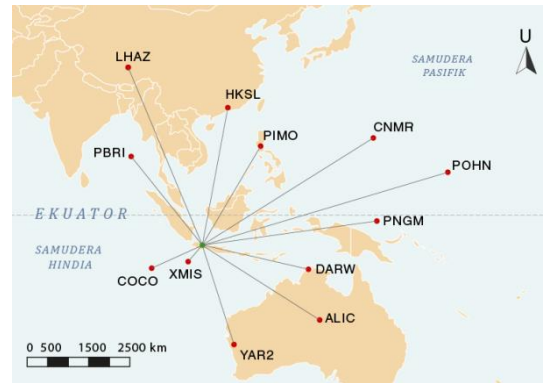 U
SAMUDERA
PASIFIK
LHAZ
HKSL
PIMO
CNMR
PBRI
POHN
EKUATOR
PNGM
SAMUDERA
HINDIA
COCO
XMIS
DARW
ALIC
YAR2
0 500 1500 2500 km